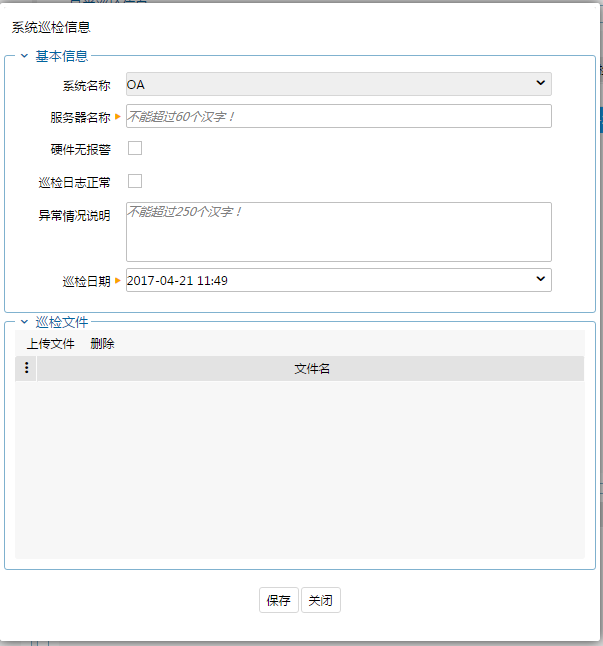 系统巡检信息
基本信息
系统名称 OA
服务器名称 不能超过60个汉字！
硬件无报警
巡检日志正常
异常情况说明 不能超过250个汉字！
巡检日期 2017-04-21 11:49
巡检文件
上传文件 删除
文件名
保存 关闭